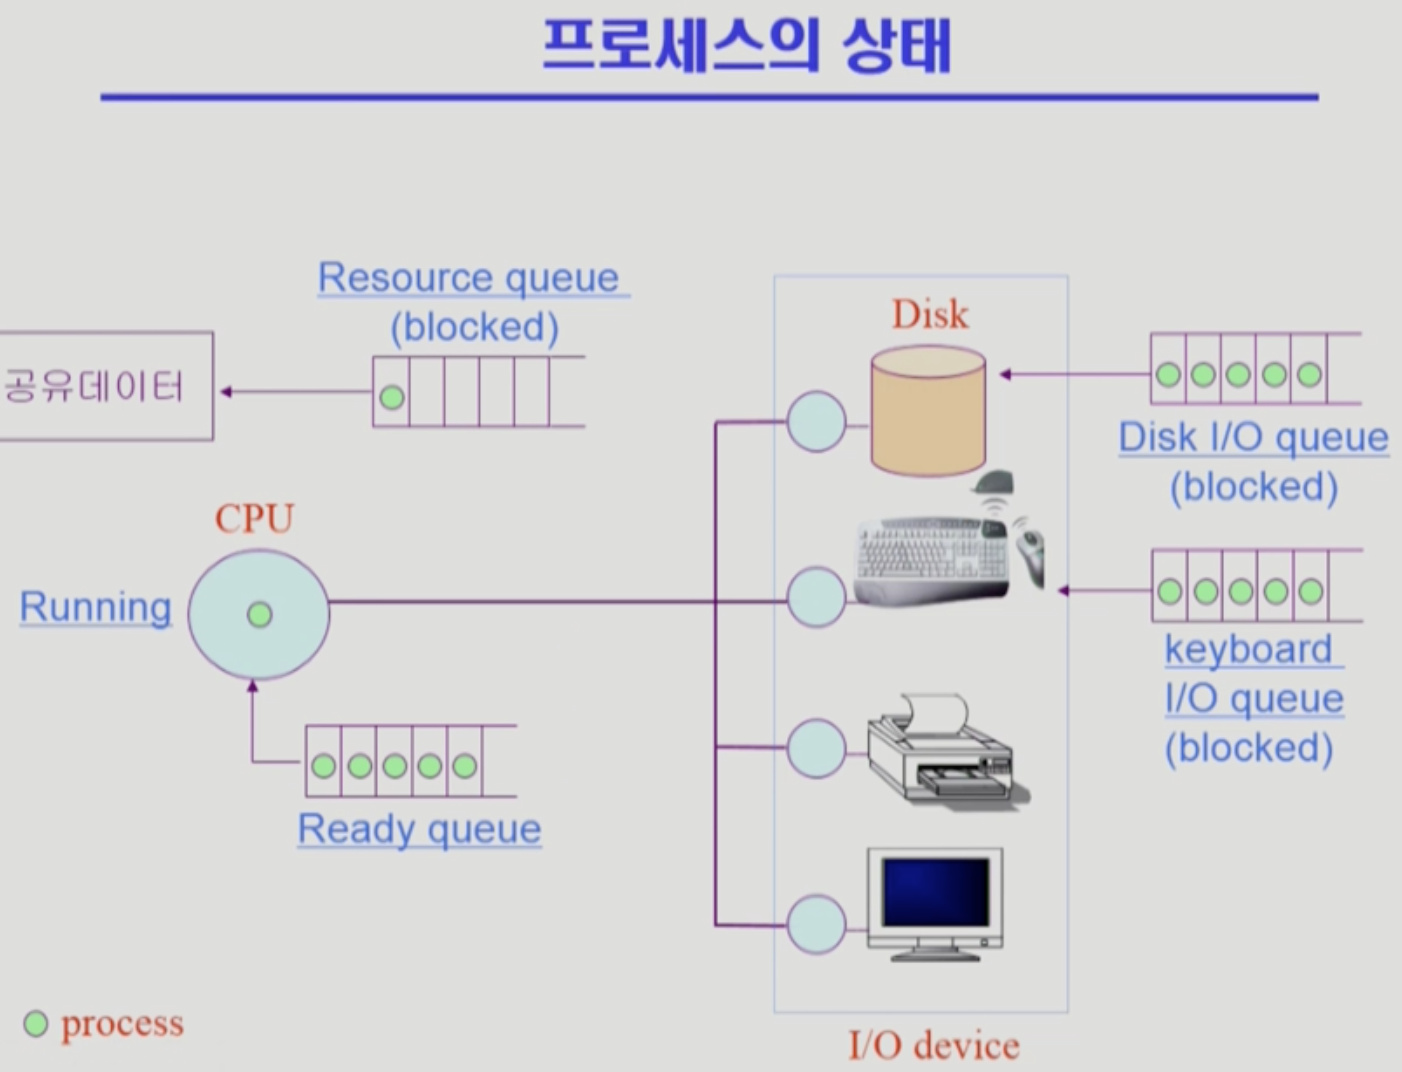 프로세스의 상태
Resource queue
(blocked)
공유데이터
Disk
Disk I/O queue
(blocked)
CPU
Running
keyboard
I/O queue
(blocked)
Ready queue
process
I/O device